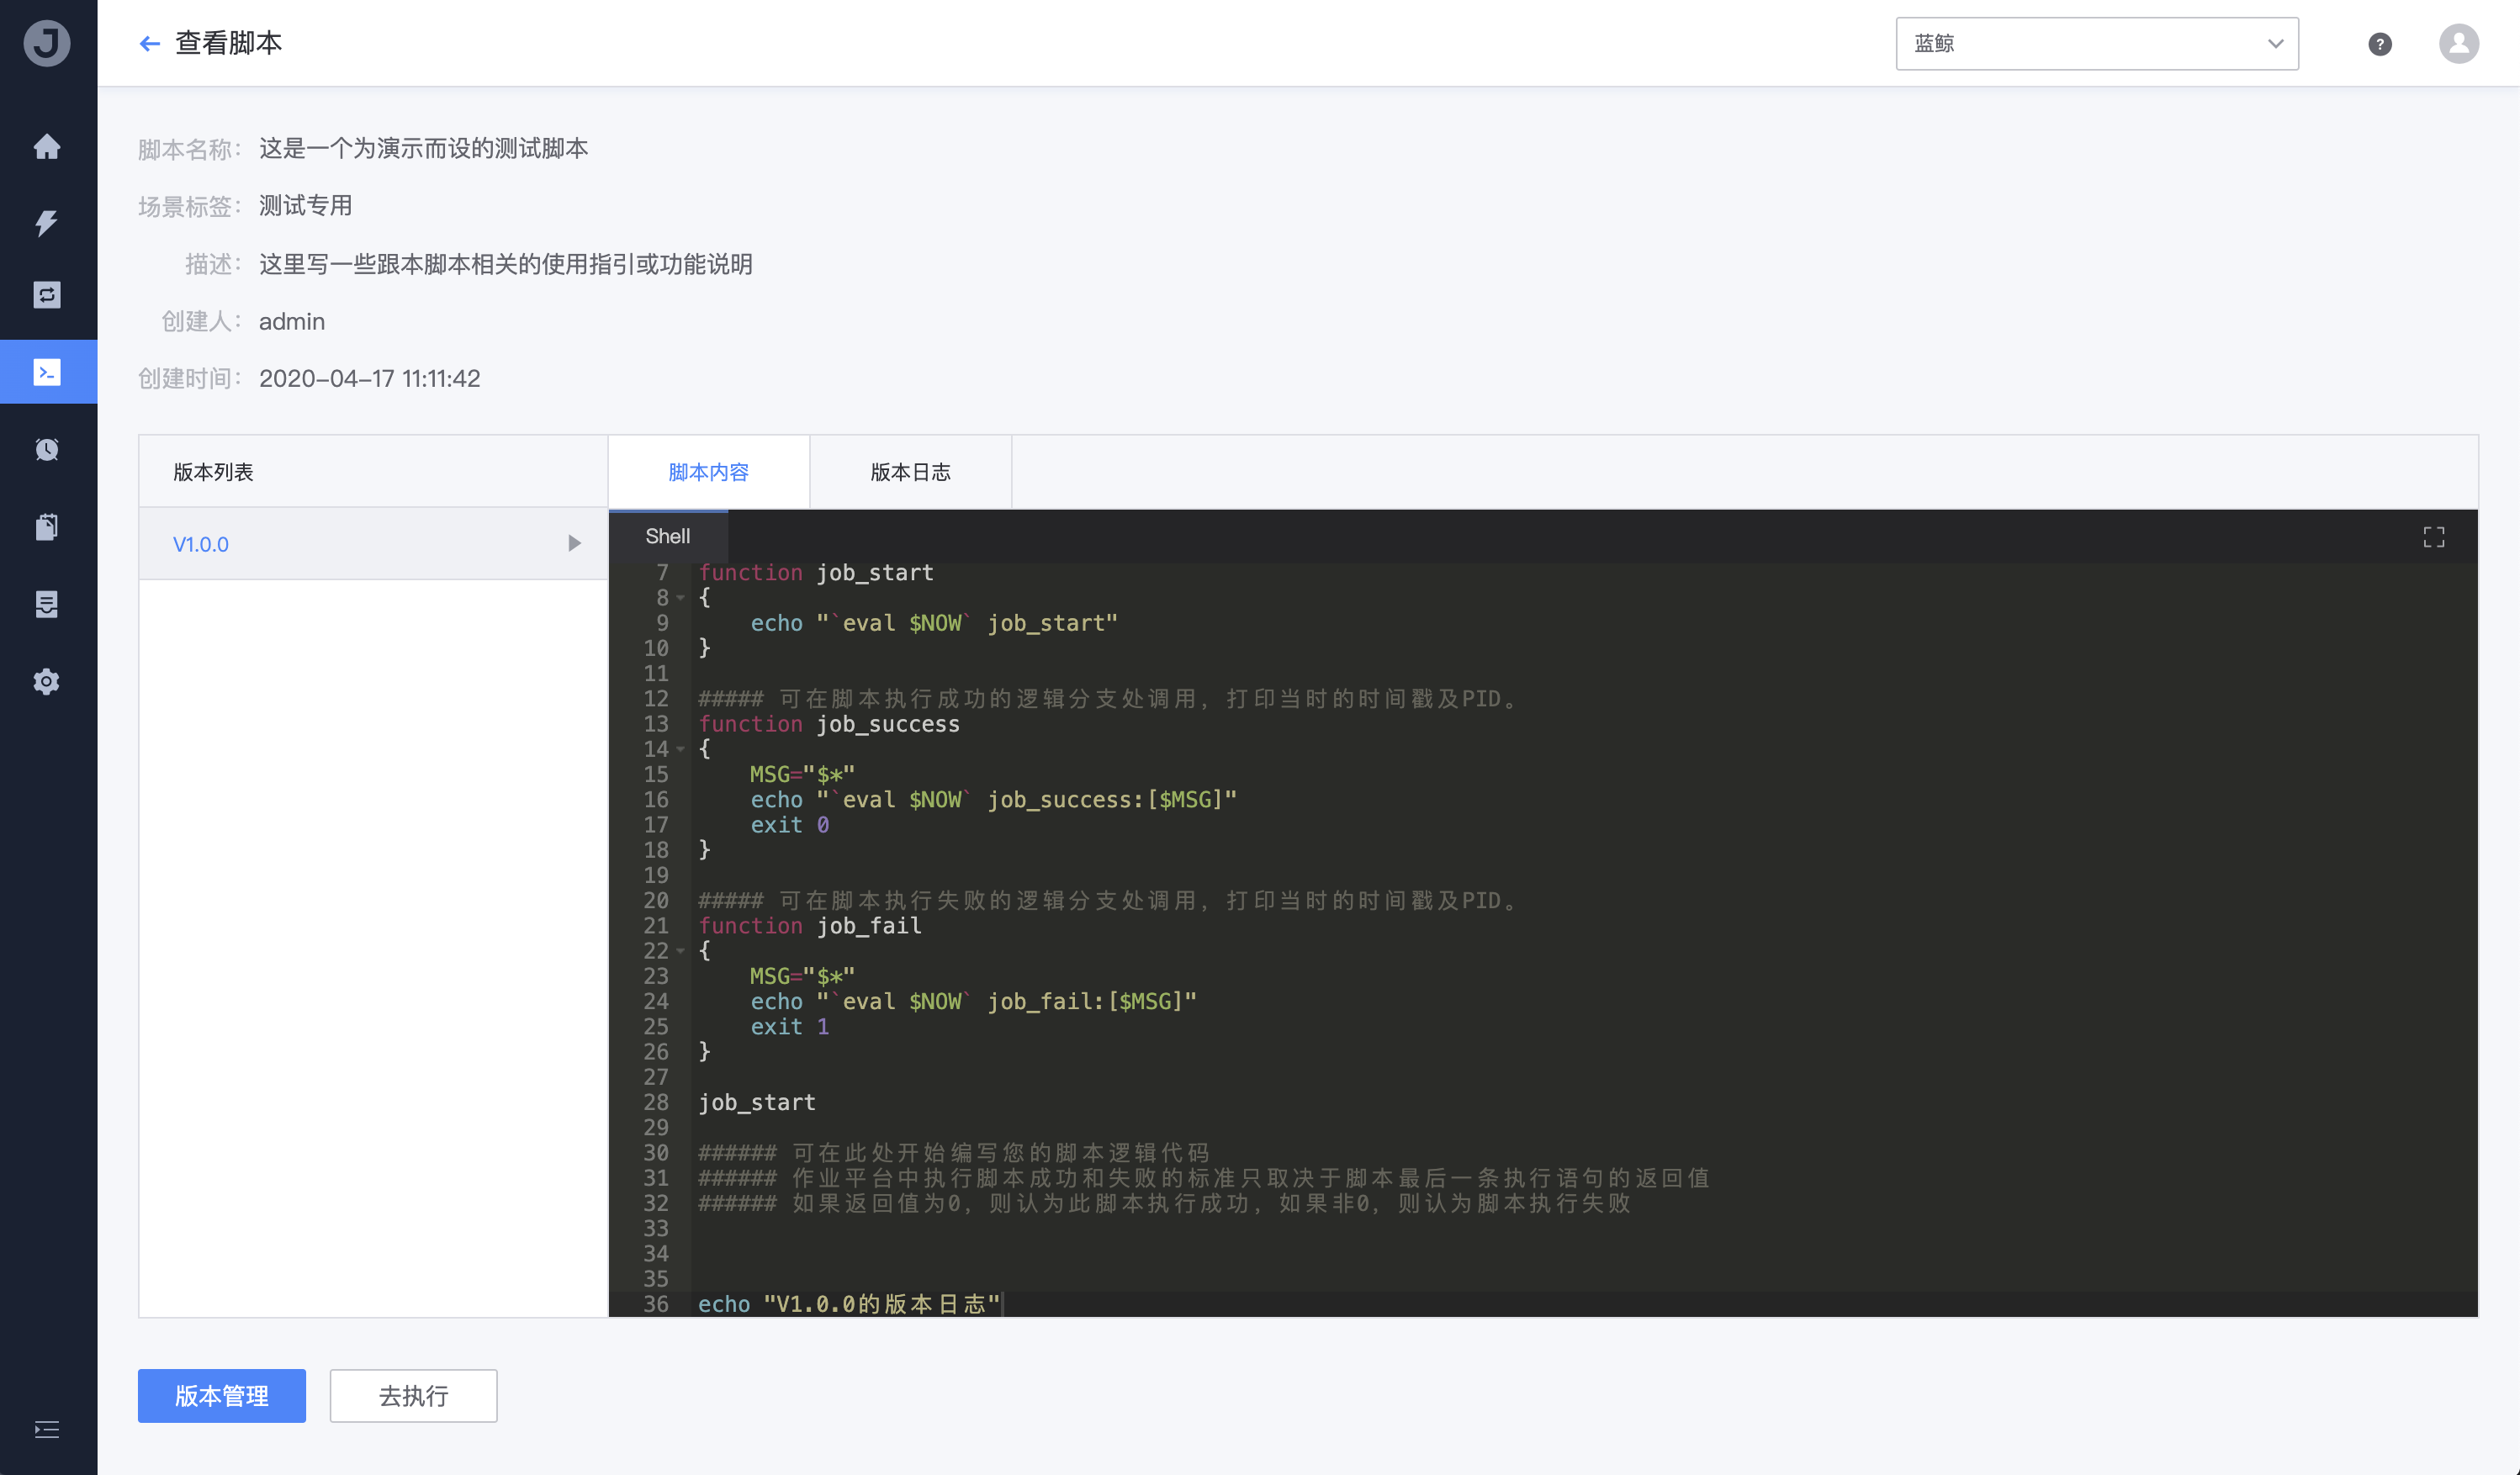 J
查看脚本
蓝鲸
?
脚本名称： 这是一个为演示而设的测试脚本
场景标签： 测试专用
描述： 这里写一些跟本脚本相关的使用指引或功能说明
创建人： admin
创建时间： 2020-04-17 11:11:42
版本列表
脚本内容 版本日志
V1.0.0
Shell
7 function job_start
8 {
9     echo "`eval $NOW` job_start"
10 }
11
12 ##### 可在脚本执行成功的逻辑分支处调用，打印当时的时间戳及PID。
13 function job_success
14 {
15     MSG="$*"
16     echo "`eval $NOW` job_success:[$MSG]"
17     exit 0
18 }
19
20 ##### 可在脚本执行失败的逻辑分支处调用，打印当时的时间戳及PID。
21 function job_fail
22 {
23     MSG="$*"
24     echo "`eval $NOW` job_fail:[$MSG]"
25     exit 1
26 }
27
28 job_start
29
30 ###### 可在此处开始编写您的脚本逻辑代码
31 ###### 作业平台中执行脚本成功和失败的标准只取决于脚本最后一条执行语句的返回值
32 ###### 如果返回值为0，则认为此脚本执行成功，如果非0，则认为脚本执行失败
33
34
35
36 echo "V1.0.0的版本日志"
版本管理 去执行